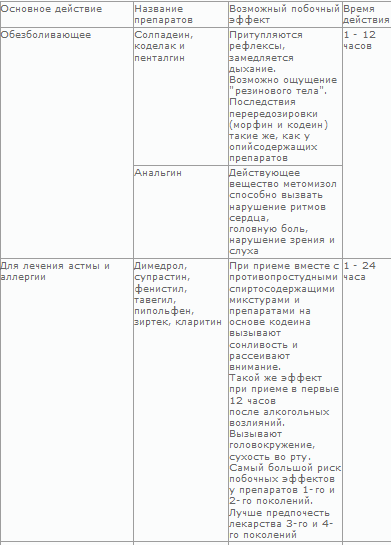 Основное действие
Название препаратов
Возможный побочный эффект
Время действия
Обезболивающее
Солпадеин,
коделак и
пенталгин
Притупляются
рефлексы,
замедляется
дыхание.
Возможно ощущение
"резинового тела".
Последствия
перередозировки
(морфин и кодеин)
такие же, как у
опийсодержащих
препаратов
1 - 12
часов
Анальгин
Действующее
вещество метомизол
способно вызвать
нарушение ритмов
сердца,
головную боль,
нарушение зрения и
слуха
Для лечения астмы и
аллергии
Димедрол,
супрастин,
фенистил,
тавегил,
пипольфен,
зиртек, кларитин
При приеме вместе с
противопростудными
спиртосодержащими
микстурами и
препаратами на
основе кодеина
вызывают
сонливость и
рассеивают
внимание.
Такой же эффект
при приеме в первые
12 часов
после алкогольных
возлияний.
Вызывают
головокружение,
сухость во рту.
Самый большой риск
побочных эффектов
у препаратов 1-го и
2-го поколений.
Лучше предпочесть
лекарства 3-го и 4-
го поколений
1 - 24
часа